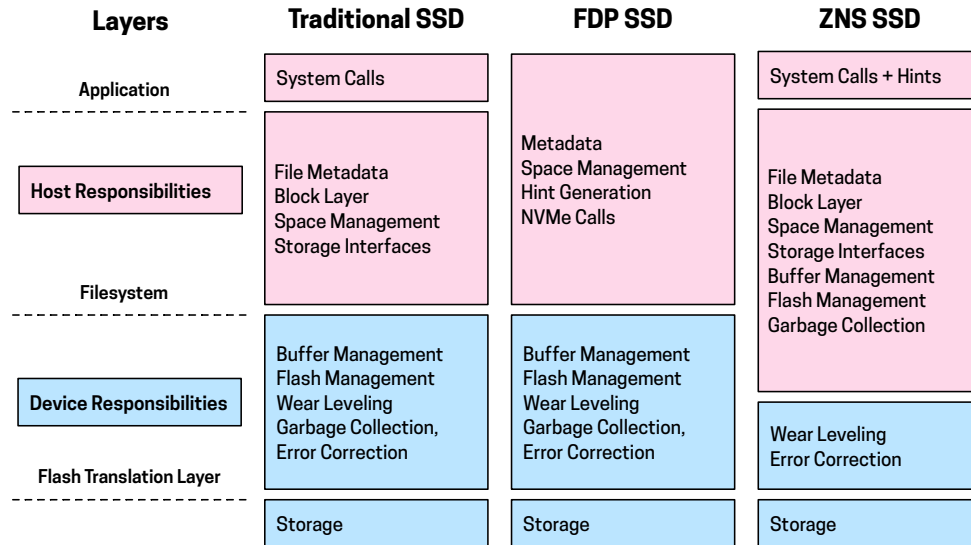 Layers
Traditional SSD
FDP SSD
ZNS SSD
Application
Host Responsibilities
Filesystem
Device Responsibilities
Flash Translation Layer
System Calls
File Metadata
Block Layer
Space Management
Storage Interfaces
Buffer Management
Flash Management
Wear Leveling
Garbage Collection,
Error Correction
Storage
Metadata
Space Management
Hint Generation
NVMe Calls
Buffer Management
Flash Management
Wear Leveling
Garbage Collection,
Error Correction
Storage
System Calls + Hints
File Metadata
Block Layer
Space Management
Storage Interfaces
Buffer Management
Flash Management
Garbage Collection
Wear Leveling
Error Correction
Storage